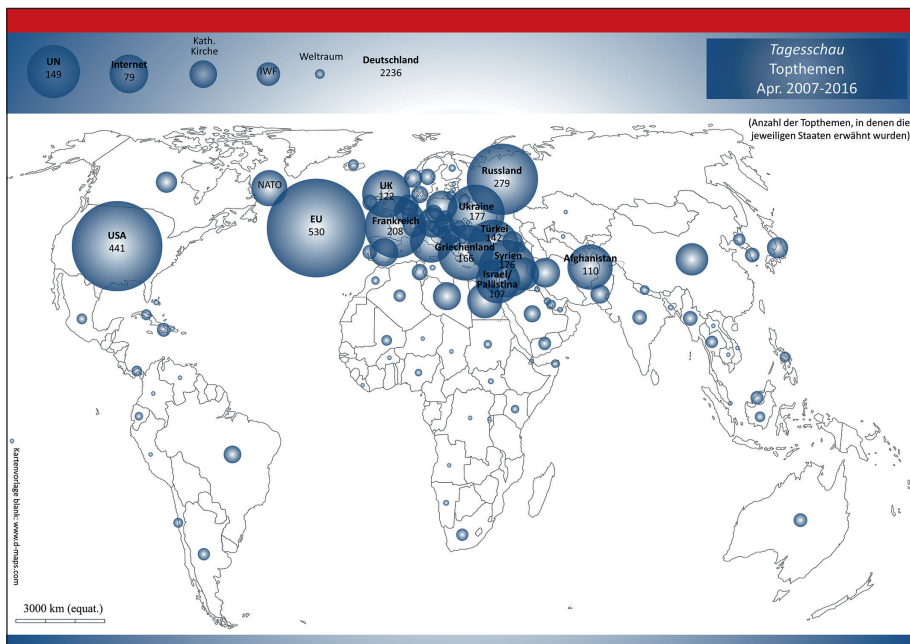 UN
149
Internet
79
Kath.
Kirche
IWF
Weltraum
Deutschland
2236
Tagesschau
Topthemen
Apr. 2007-2016
(Anzahl der Topthemen, in denen die
jeweiligen Staaten erwähnt wurden)
Russland
279
NATO
UK
122
Ukraine
177
EU
530
USA
441
Frankreich
208
Türkei
142
Griechenland
166
Syrien
176
Afghanistan
110
Israel/
Palästina
107
Kartenvorlage blank: www.d-maps.com
3000 km (equat.)